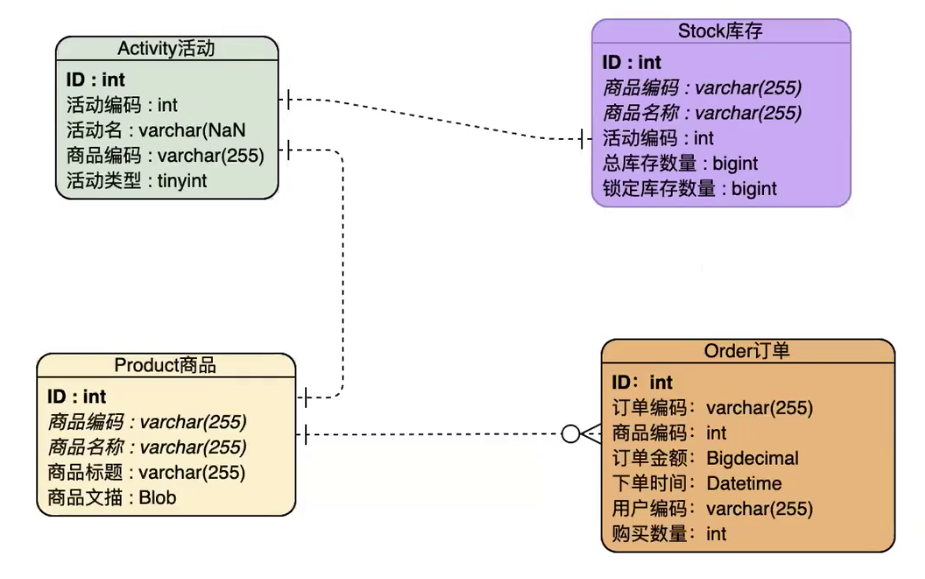 Activity活动
ID : int
活动编码 : int
活动名 : varchar(NaN
商品编码 : varchar(255)
活动类型 : tinyint
Stock库存
ID : int
商品编码 : varchar(255)
商品名称 : varchar(255)
活动编码 : int
总库存数量 : bigint
锁定库存数量 : bigint
Product商品
ID : int
商品编码 : varchar(255)
商品名称 : varchar(255)
商品标题 : varchar(255)
商品文描 : Blob
Order订单
ID： int
订单编码： varchar(255)
商品编码： int
订单金额： Bigdecimal
下单时间： Datetime
用户编码： varchar(255)
购买数量： int